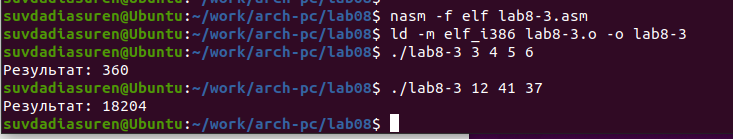 suvdadiasuren@Ubuntu:~/work/arch-pc/lab08$ nasm -f elf lab8-3.asm
suvdadiasuren@Ubuntu:~/work/arch-pc/lab08$ ld -m elf_i386 lab8-3.o -o lab8-3
suvdadiasuren@Ubuntu:~/work/arch-pc/lab08$ ./lab8-3 3 4 5 6
Результат: 360
suvdadiasuren@Ubuntu:~/work/arch-pc/lab08$ ./lab8-3 12 41 37
Результат: 18204
suvdadiasuren@Ubuntu:~/work/arch-pc/lab08$